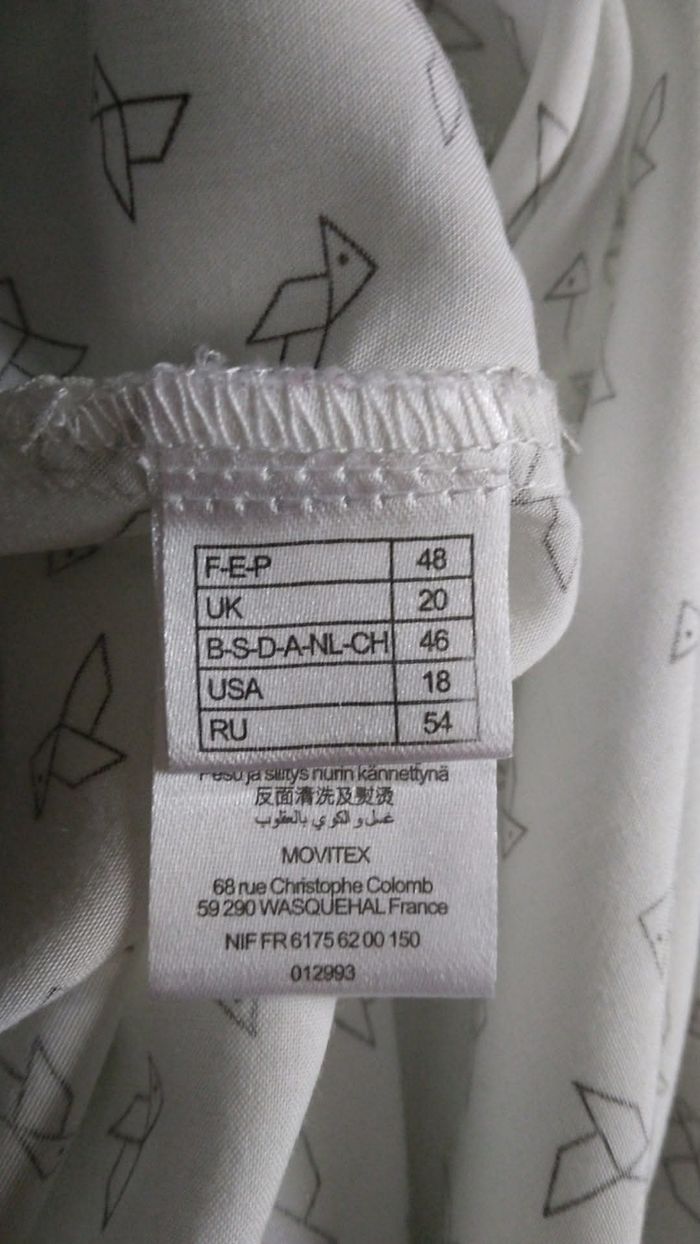 F-E-P 48
UK 20
B-S-D-A-NL-CH 46
USA 18
RU 54
Pesu ja silitys nurin kännettynä
反面清洗及熨烫
غسل و الكوي بالعقلوب
MOVITEX
68 rue Christophe Colomb
59 290 WASQUEHAL France
NIF FR 6175 62 00 150
012993